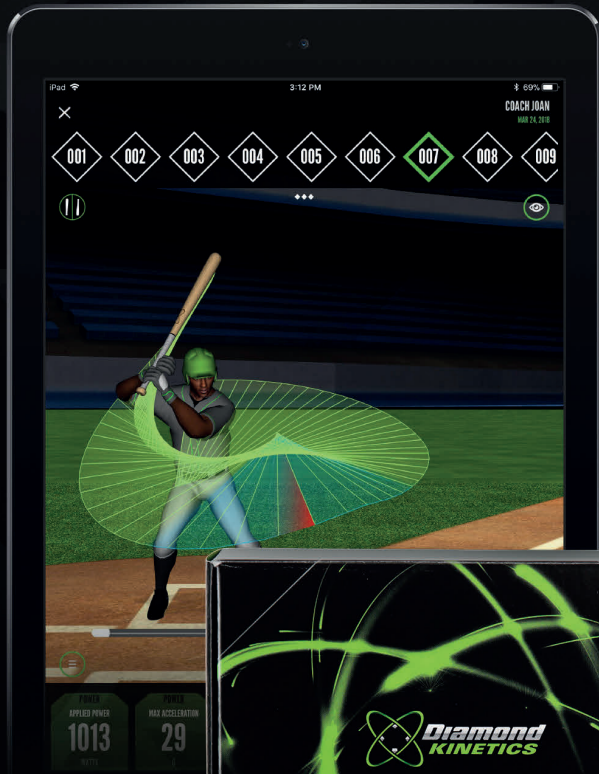 iPad 3:12 PM 69%
COACH JOAN
MAR 24, 2018
001 002 003 004 005 006 007 008 009
POWER POWER
APPLIED POWER MAX ACCELERATION
1013 29
WATTS G
Diamond
KINETICS